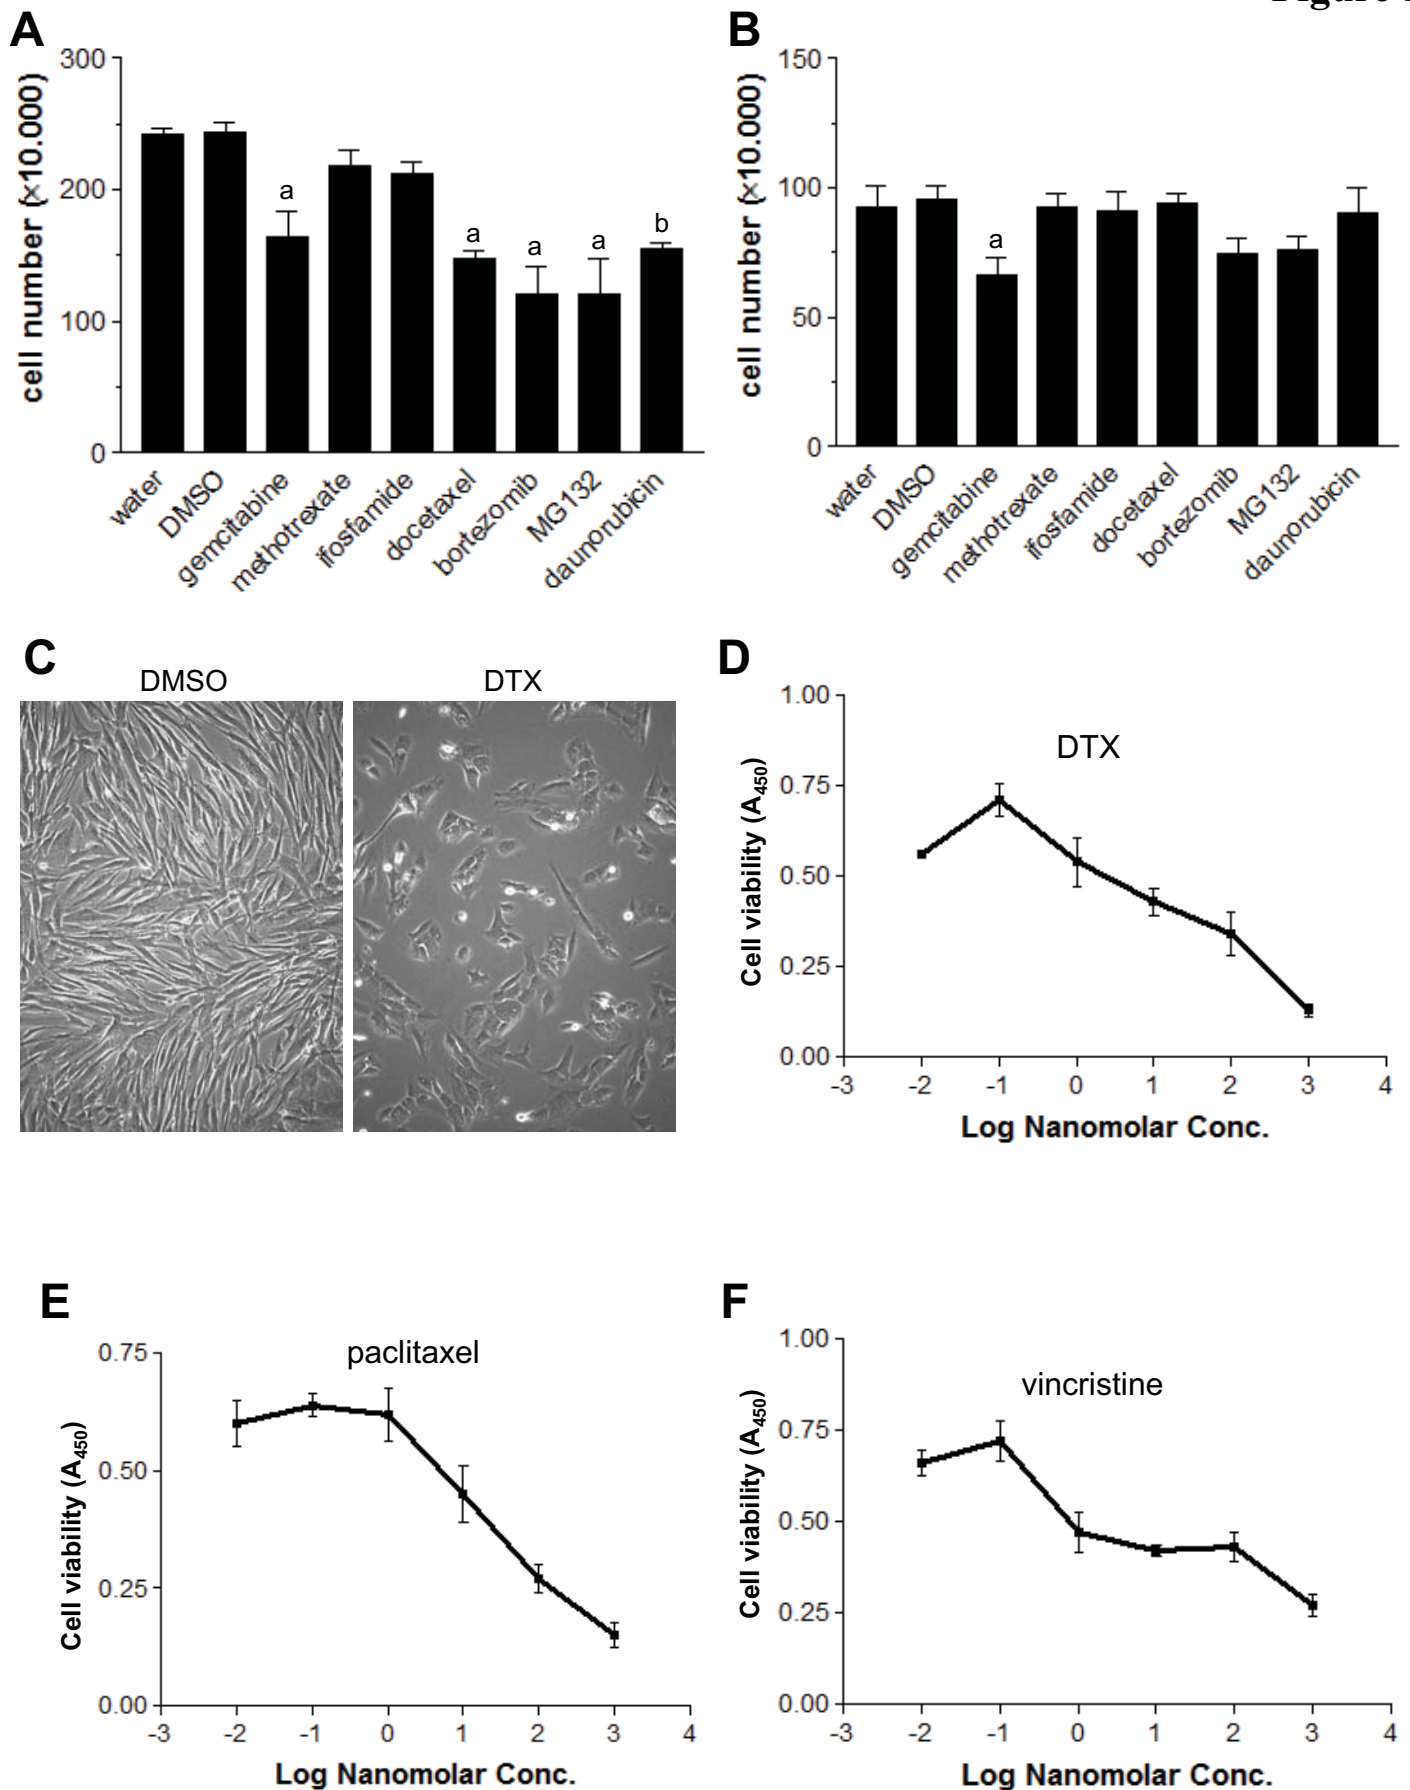 A
B
300
200
100
0
cell number (×10.000)
a
a
a
a
b
water
DMSO
gemcitabine
methotrexate
ifosfamide
docetaxel
bortezomib
MG132
daunorubicin
150
100
50
0
cell number (×10.000)
a
water
DMSO
gemcitabine
methotrexate
ifosfamide
docetaxel
bortezomib
MG132
daunorubicin
C
DMSO
DTX
D
1.00
0.75
0.50
0.25
0.00
Cell viability (A450)
DTX
-3 -2 -1 0 1 2 3 4
Log Nanomolar Conc.
E
0.75
0.50
0.25
0.00
Cell viability (A450)
paclitaxel
-3 -2 -1 0 1 2 3 4
Log Nanomolar Conc.
F
1.00
0.75
0.50
0.25
0.00
Cell viability (A450)
vincristine
-3 -2 -1 0 1 2 3 4
Log Nanomolar Conc.